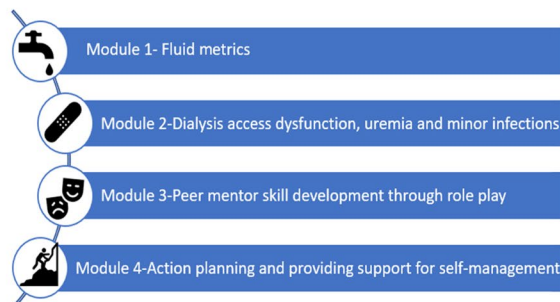 Module 1- Fluid metrics
Module 2-Dialysis access dysfunction, uremia and minor infections
Module 3-Peer mentor skill development through role play
Module 4-Action planning and providing support for self-management